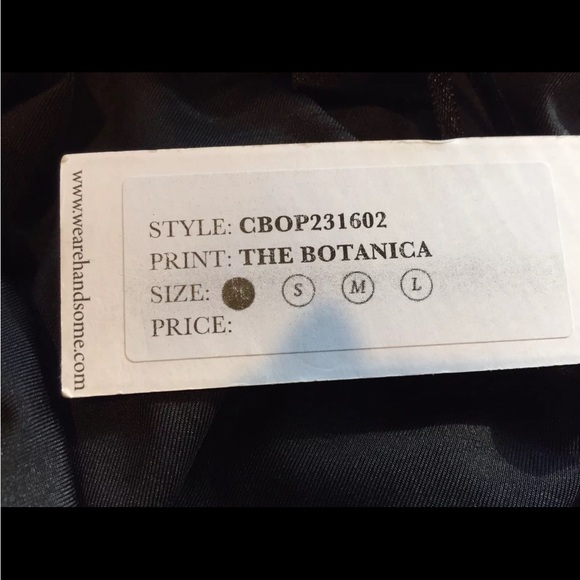 STYLE: CBOP231602
PRINT: THE BOTANICA
SIZE: S M L
PRICE:
www.wearehandsome.com